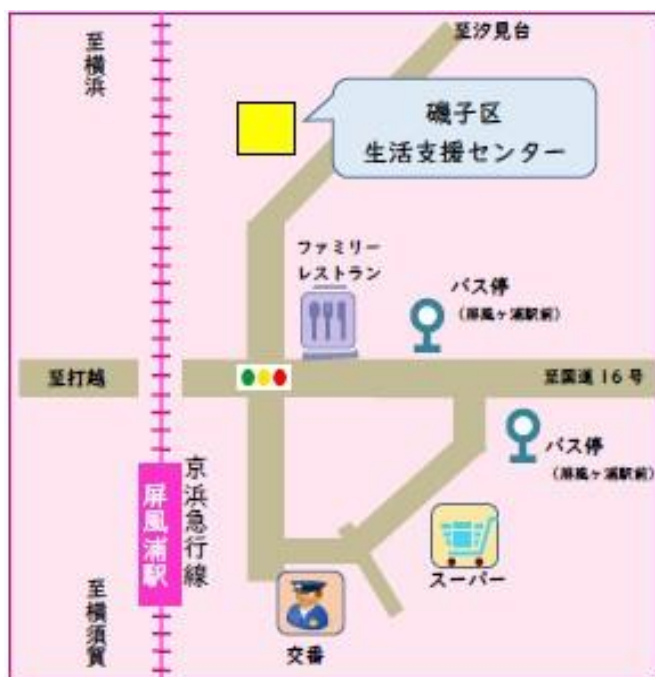 至汐見台
至横浜
磯子区
生活支援センター
ファミリー
レストラン
バス停
(屏風ヶ浦駅前)
至打越
至国道16号
バス停
(屏風ヶ浦駅前)
京浜急行線
屏風浦駅
スーパー
至横須賀
交番